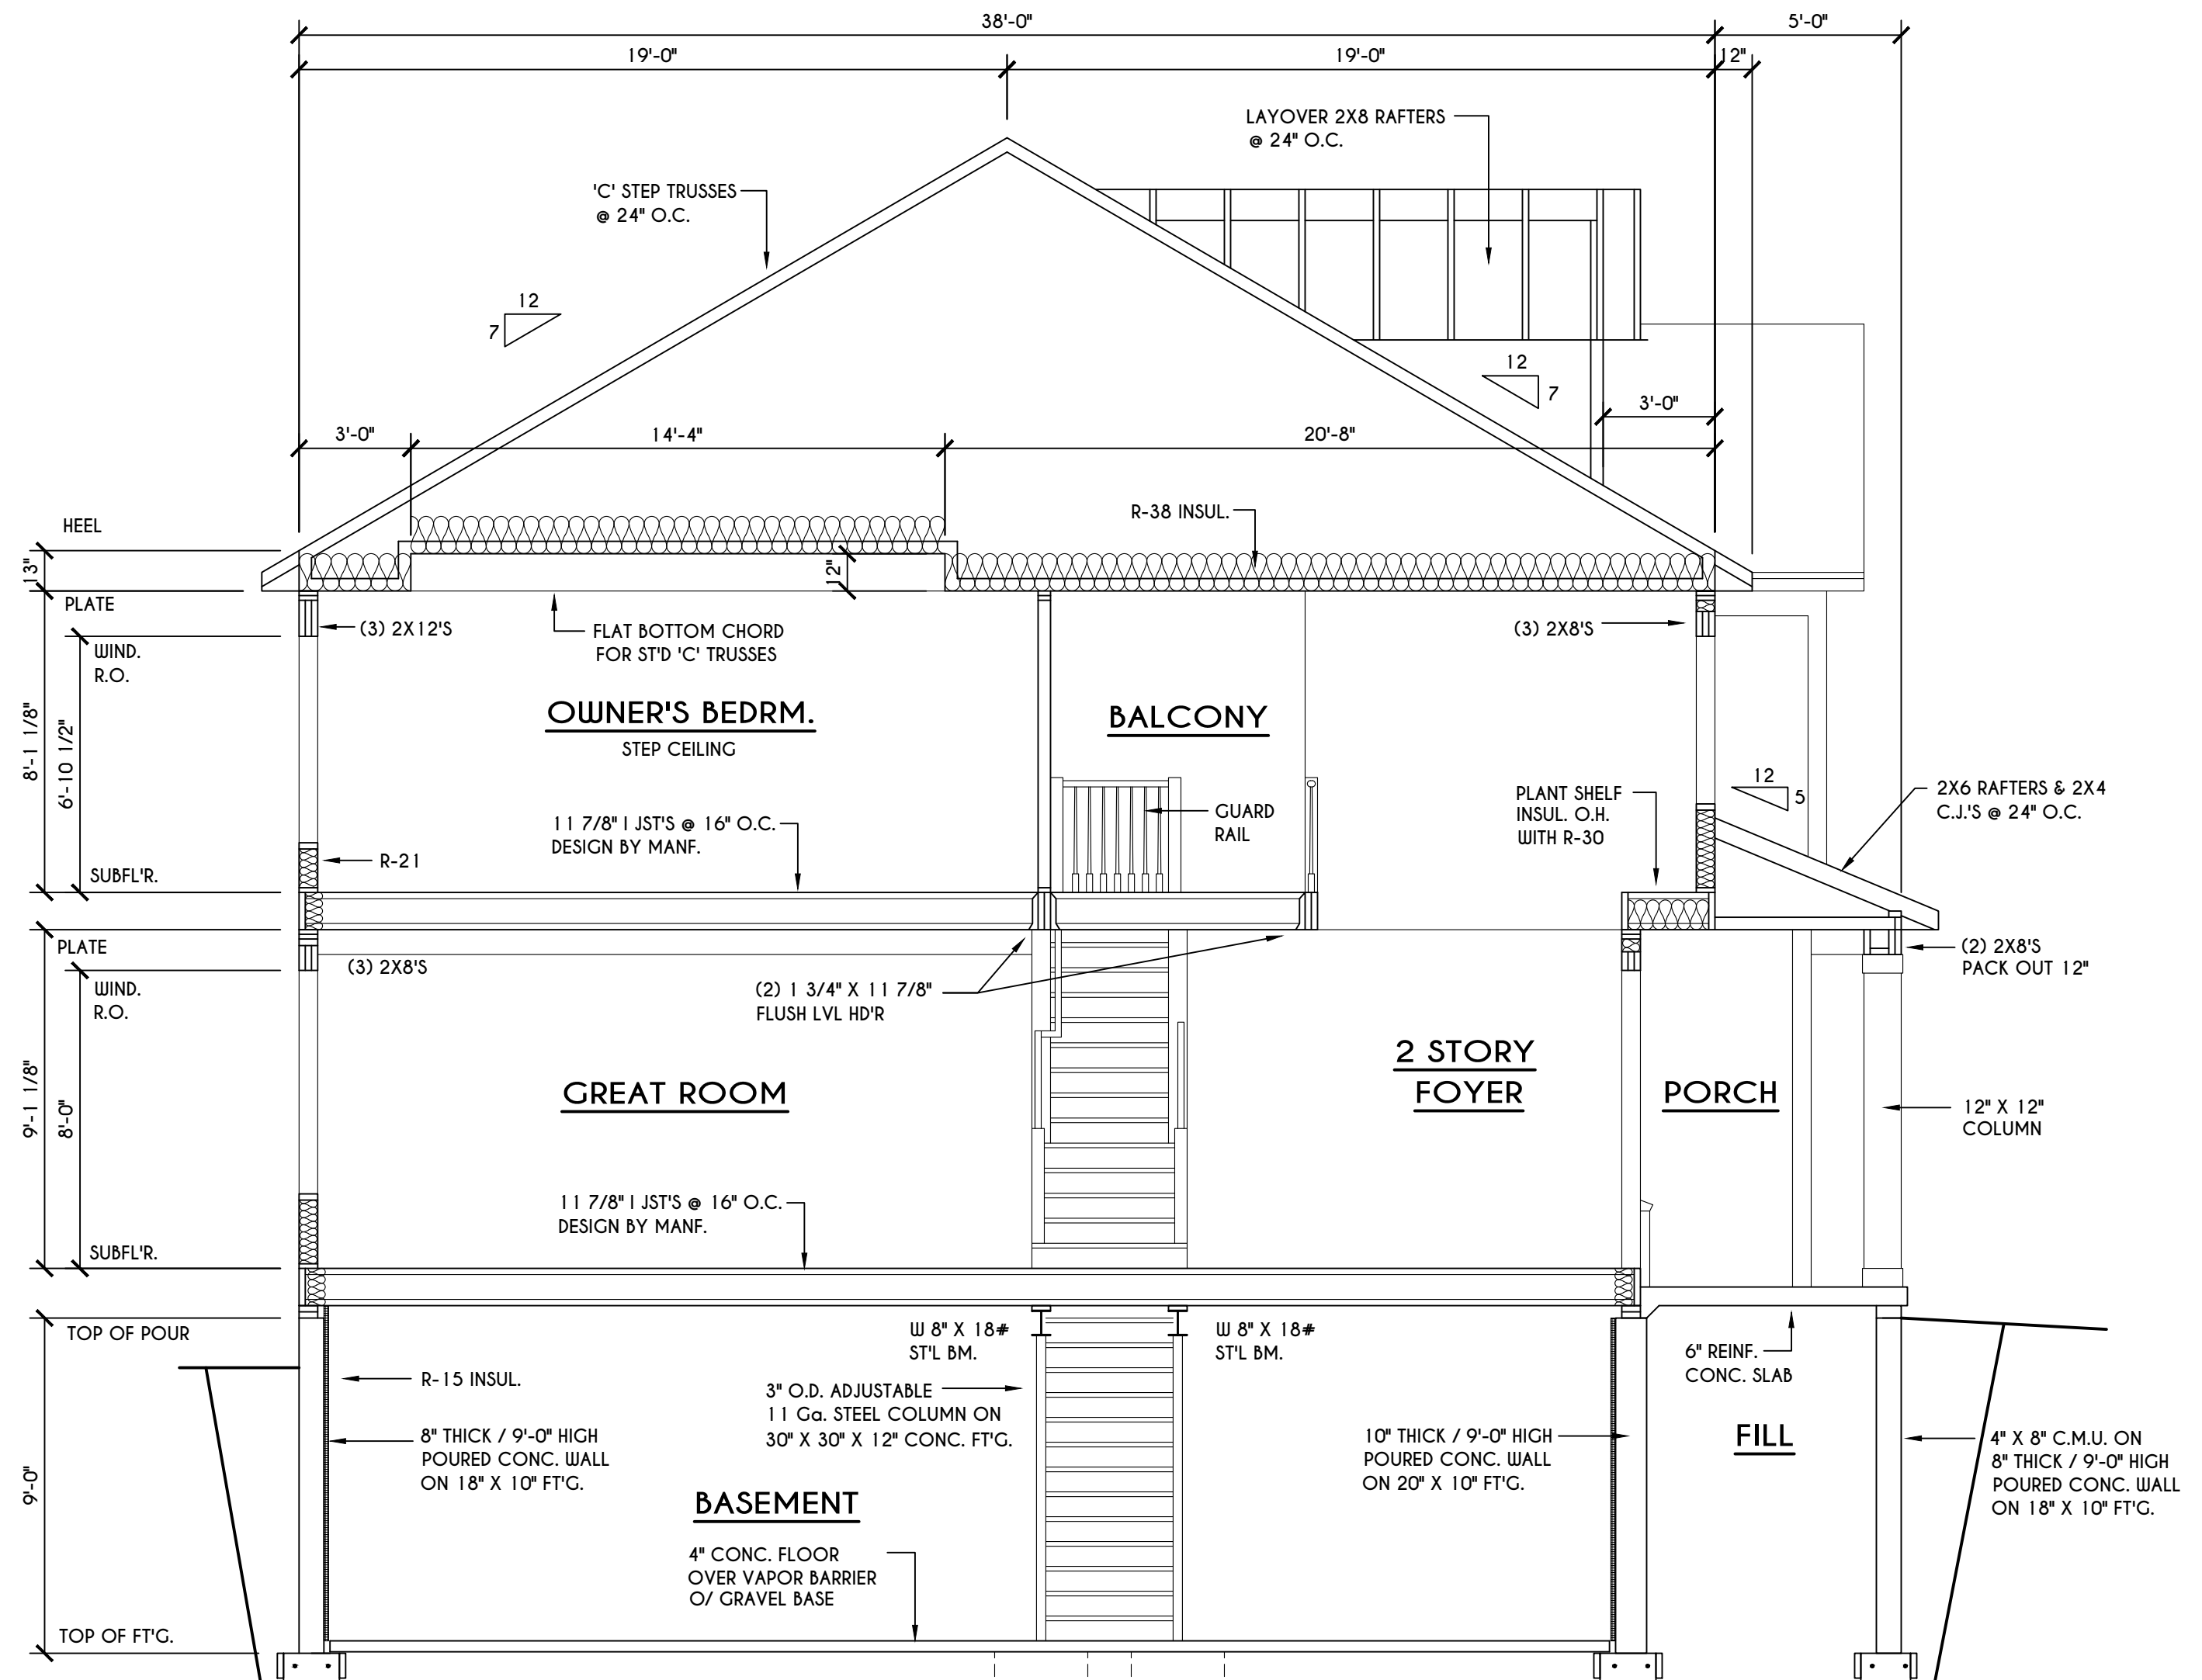 38'-0"
5'-0"
19'-0"
19'-0"
12"
LAYOVER 2X8 RAFTERS
@ 24" O.C.
'C' STEP TRUSSES
@ 24" O.C.
12
7
12
7
3'-0"
3'-0"
14'-4"
20'-8"
HEEL
R-38 INSUL.
13"
12"
PLATE
(3) 2X12'S
FLAT BOTTOM CHORD
FOR ST'D 'C' TRUSSES
(3) 2X8'S
WIND.
R.O.
8'-1 1/8"
6'-10 1/2"
OWNER'S BEDRM.
STEP CEILING
BALCONY
12
5
2X6 RAFTERS & 2X4
C.J.'S @ 24" O.C.
PLANT SHELF
INSUL. O.H.
WITH R-30
GUARD
RAIL
11 7/8" I JST'S @ 16" O.C.
DESIGN BY MANF.
R-21
SUBFL'R.
PLATE
(3) 2X8'S
(2) 2X8'S
PACK OUT 12"
WIND.
R.O.
(2) 1 3/4" X 11 7/8"
FLUSH LVL HD'R
9'-1 1/8"
8'-0"
GREAT ROOM
2 STORY
FOYER
PORCH
12" X 12"
COLUMN
11 7/8" I JST'S @ 16" O.C.
DESIGN BY MANF.
SUBFL'R.
TOP OF POUR
W 8" X 18#
ST'L BM.
W 8" X 18#
ST'L BM.
6" REINF.
CONC. SLAB
R-15 INSUL.
3" O.D. ADJUSTABLE
11 Ga. STEEL COLUMN ON
30" X 30" X 12" CONC. FT'G.
8" THICK / 9'-0" HIGH
POURED CONC. WALL
ON 18" X 10" FT'G.
10" THICK / 9'-0" HIGH
POURED CONC. WALL
ON 20" X 10" FT'G.
FILL
4" X 8" C.M.U. ON
8" THICK / 9'-0" HIGH
POURED CONC. WALL
ON 18" X 10" FT'G.
9'-0"
BASEMENT
4" CONC. FLOOR
OVER VAPOR BARRIER
O/ GRAVEL BASE
TOP OF FT'G.